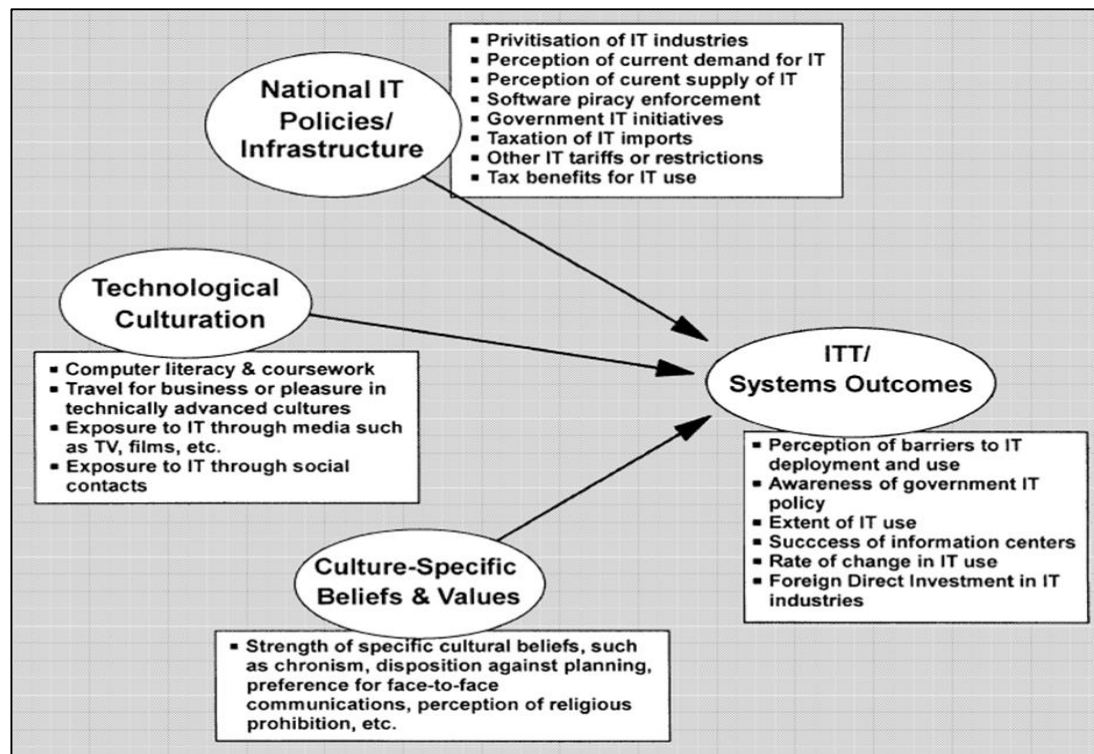 National IT
Policies/
Infrastructure
▪ Privitisation of IT industries
▪ Perception of current demand for IT
▪ Perception of curent supply of IT
▪ Software piracy enforcement
▪ Government IT initiatives
▪ Taxation of IT imports
▪ Other IT tariffs or restrictions
▪ Tax benefits for IT use
Technological
Culturation
▪ Computer literacy & coursework
▪ Travel for business or pleasure in
technically advanced cultures
▪ Exposure to IT through media such
as TV, films, etc.
▪ Exposure to IT through social
contacts
ITT/
Systems Outcomes
▪ Perception of barriers to IT
deployment and use
▪ Awareness of government IT
policy
▪ Extent of IT use
▪ Succcess of information centers
▪ Rate of change in IT use
▪ Foreign Direct Investment in IT
industries
Culture-Specific
Beliefs & Values
▪ Strength of specific cultural beliefs, such
as chronism, disposition against planning,
preference for face-to-face
communications, perception of religious
prohibition, etc.